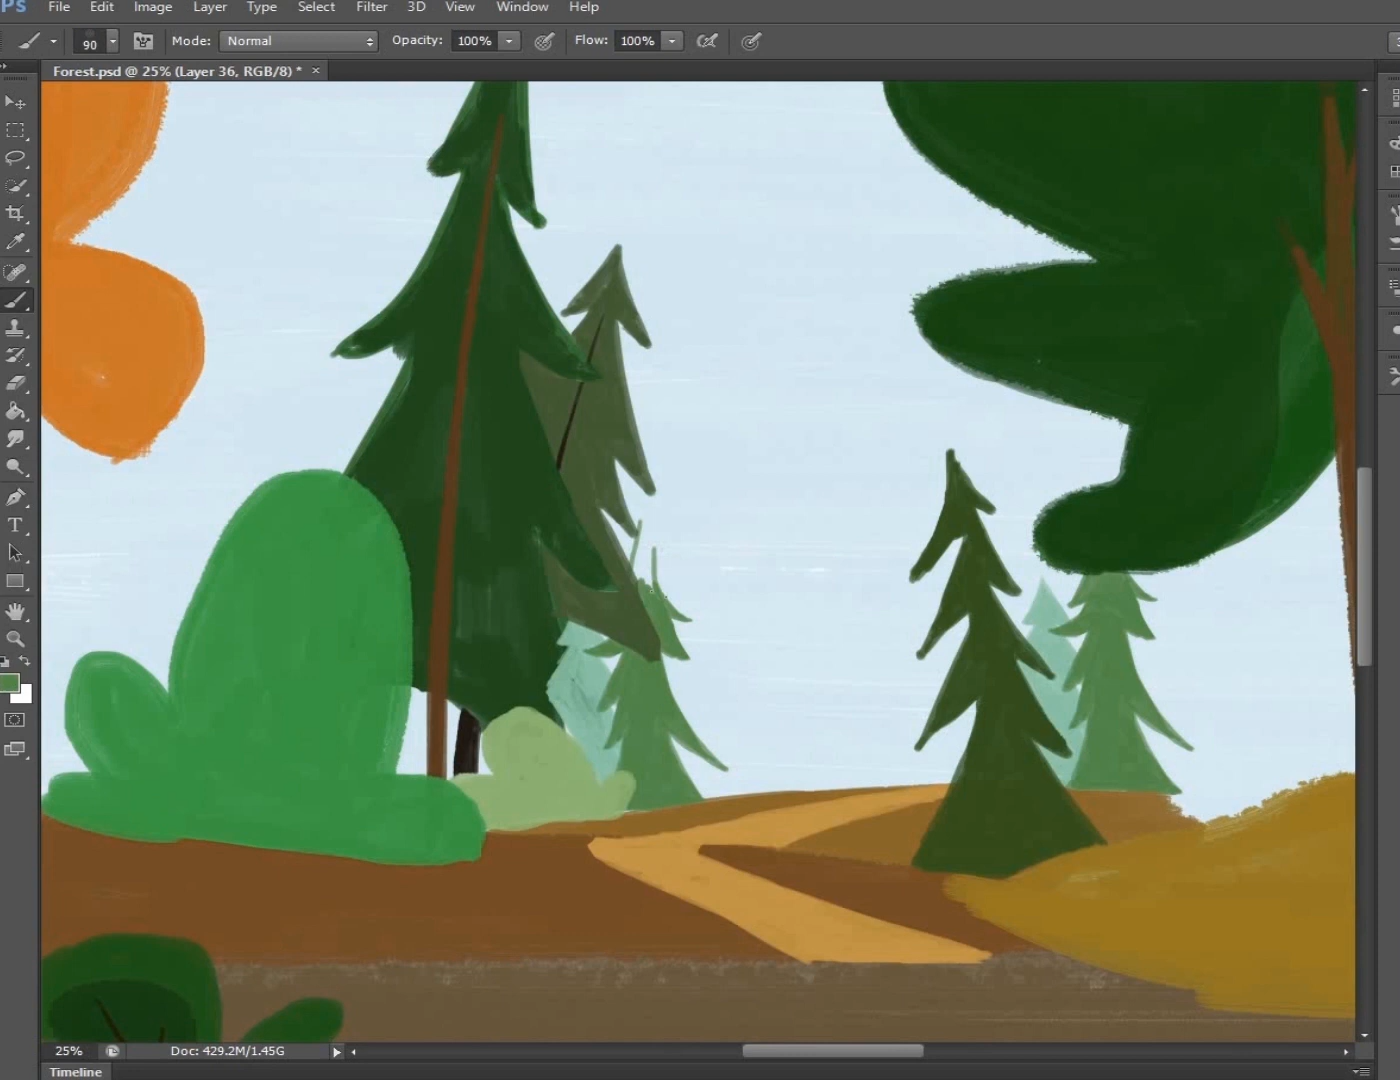 Ps File Edit Image Layer Type Select Filter 3D View Window Help
90 Mode: Normal Opacity: 100% Flow: 100%
Forest.psd @ 25% (Layer 36, RGB/8) * ×
T
25% Doc: 429.2M/1.45G
Timeline